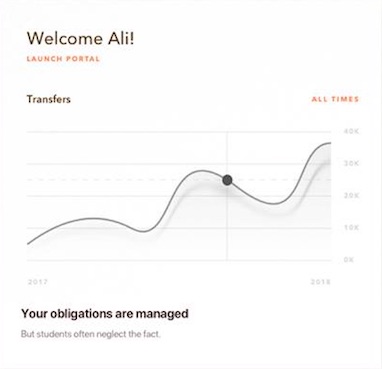 Welcome Ali!
LAUNCH PORTAL
Transfers
ALL TIMES
40K
30K
20K
10K
0K
2017
2018
Your obligations are managed
But students often neglect the fact.